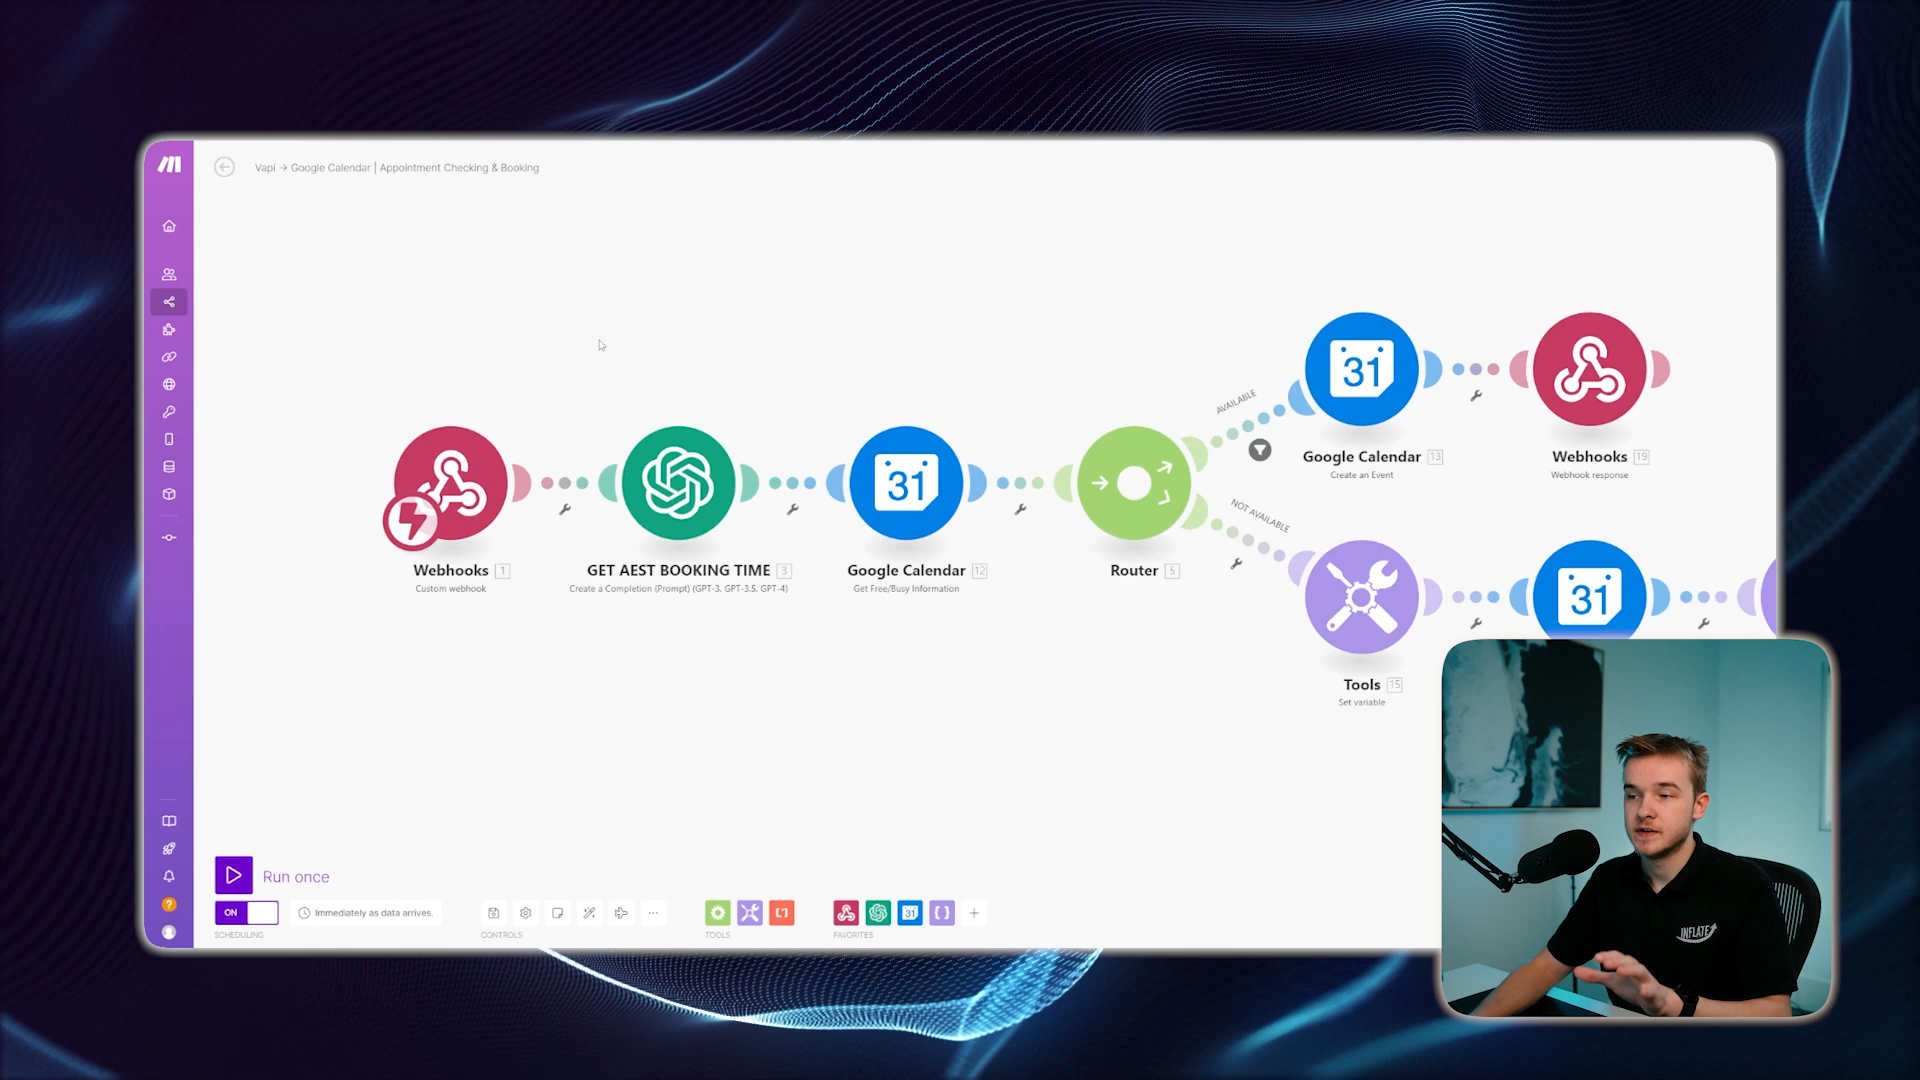 Vapi → Google Calendar | Appointment Checking & Booking
AVAILABLE
31
Google Calendar 13
Create an Event
Webhooks 19
Webhook response
Webhooks 1
Custom webhook
GET AEST BOOKING TIME 3
Create a Completion (Prompt) (GPT-3, GPT-3.5, GPT-4)
31
Google Calendar 12
Get Free/Busy Information
Router 5
NOT AVAILABLE
Tools 15
Set variable
31
Run once
ON
Immediately as data arrives.
SCHEDULING
CONTROLS
TOOLS
31
FAVORITES
?
INFLATE